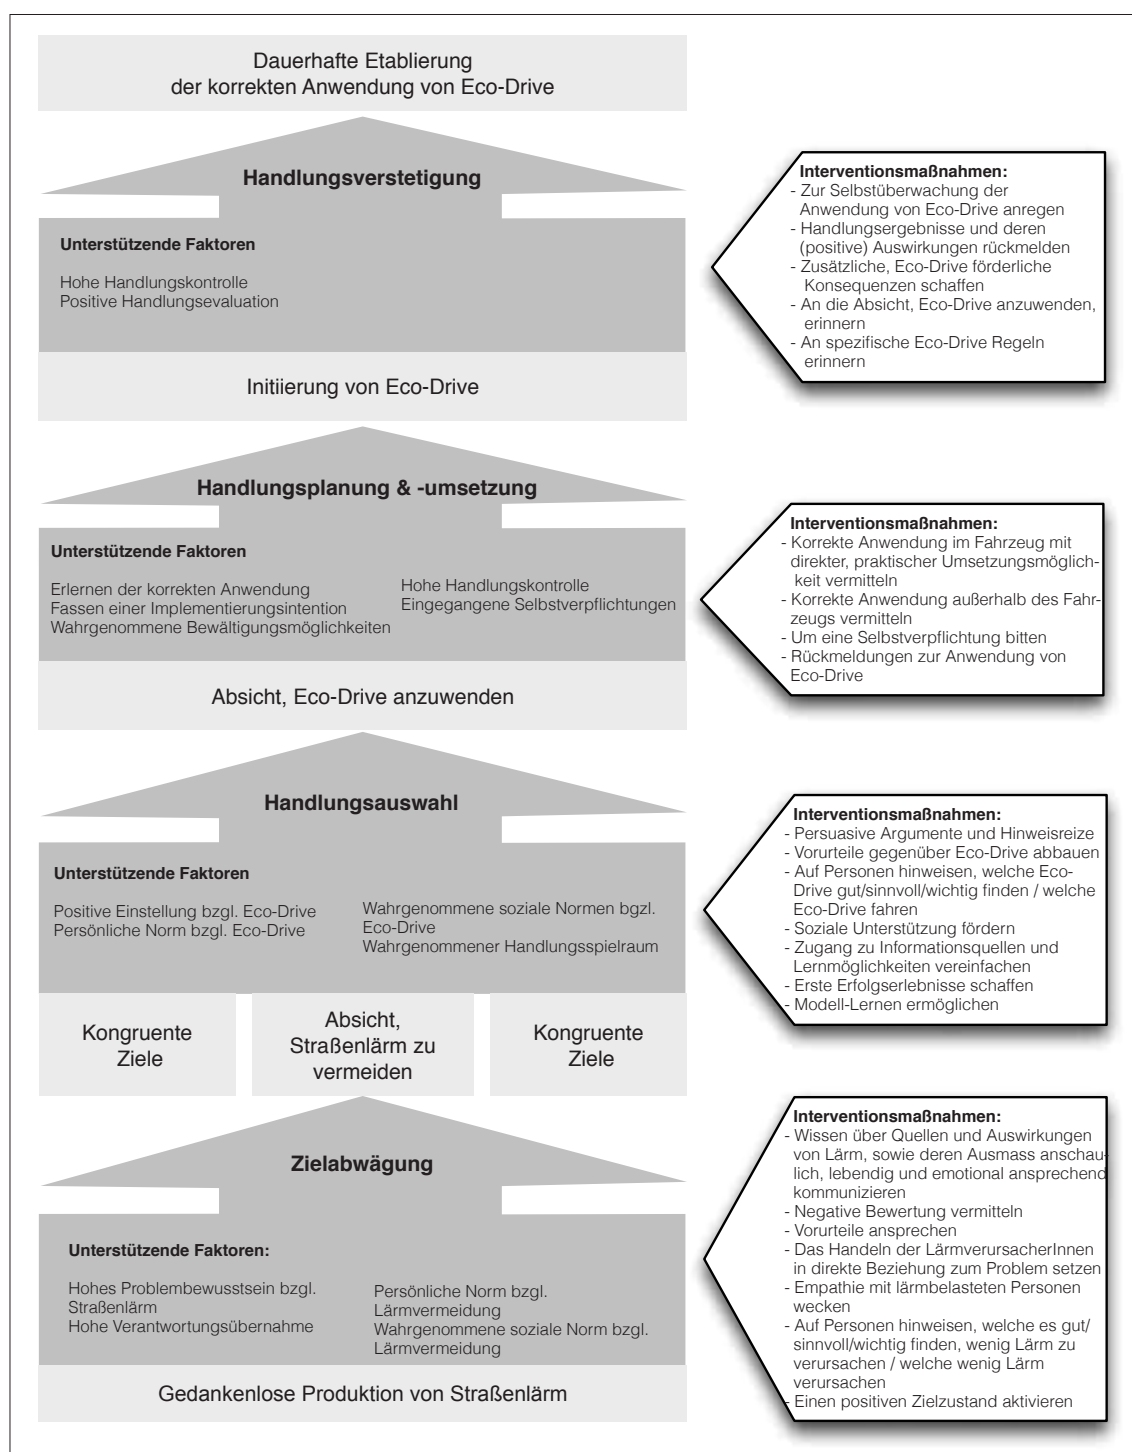 Dauerhafte Etablierung
der korrekten Anwendung von Eco-Drive
Handlungsverstetigung
Unterstützende Faktoren
Hohe Handlungskontrolle
Positive Handlungsevaluation
Interventionsmaßnahmen:
- Zur Selbstüberwachung der
Anwendung von Eco-Drive anregen
- Handlungsergebnisse und deren
(positive) Auswirkungen rückmelden
- Zusätzliche, Eco-Drive förderliche
Konsequenzen schaffen
- An die Absicht, Eco-Drive anzuwenden,
erinnern
- An spezifische Eco-Drive Regeln
erinnern
Initiierung von Eco-Drive
Handlungsplanung & -umsetzung
Unterstützende Faktoren
Erlernen der korrekten Anwendung
Fassen einer Implementierungsintention
Wahrgenommene Bewältigungsmöglichkeiten
Hohe Handlungskontrolle
Eingegangene Selbstverpflichtungen
Interventionsmaßnahmen:
- Korrekte Anwendung im Fahrzeug mit
direkter, praktischer Umsetzungsmöglich-
keit vermitteln
- Korrekte Anwendung außerhalb des Fahr-
zeugs vermitteln
- Um eine Selbstverpflichtung bitten
- Rückmeldungen zur Anwendung von
Eco-Drive
Absicht, Eco-Drive anzuwenden
Handlungsauswahl
Unterstützende Faktoren
Positive Einstellung bzgl. Eco-Drive
Persönliche Norm bzgl. Eco-Drive
Wahrgenommene soziale Normen bgzl.
Eco-Drive
Wahrgenommener Handlungsspielraum
Interventionsmaßnahmen:
- Persuasive Argumente und Hinweisreize
- Vorurteile gegenüber Eco-Drive abbauen
- Auf Personen hinweisen, welche Eco-
Drive gut/sinnvoll/wichtig finden / welche
Eco-Drive fahren
- Soziale Unterstützung fördern
- Zugang zu Informationsquellen und
Lernmöglichkeiten vereinfachen
- Erste Erfolgserlebnisse schaffen
- Modell-Lernen ermöglichen
Kongruente
Ziele
Absicht,
Straßenlärm zu
vermeiden
Kongruente
Ziele
Zielabwägung
Unterstützende Faktoren:
Hohes Problembewusstsein bzgl.
Straßenlärm
Hohe Verantwortungsübernahme
Persönliche Norm bzgl.
Lärmvermeidung
Wahrgenommene soziale Norm bzgl.
Lärmvermeidung
Interventionsmaßnahmen:
- Wissen über Quellen und Auswirkungen
von Lärm, sowie deren Ausmass anschau-
lich, lebendig und emotional ansprechend
kommunizieren
- Negative Bewertung vermitteln
- Vorurteile ansprechen
- Das Handeln der LärmverursacherInnen
in direkte Beziehung zum Problem setzen
- Empathie mit lärmbelasteten Personen
wecken
- Auf Personen hinweisen, welche es gut/
sinnvoll/wichtig finden, wenig Lärm zu
verursachen / welche wenig Lärm
verursachen
- Einen positiven Zielzustand aktivieren
Gedankenlose Produktion von Straßenlärm